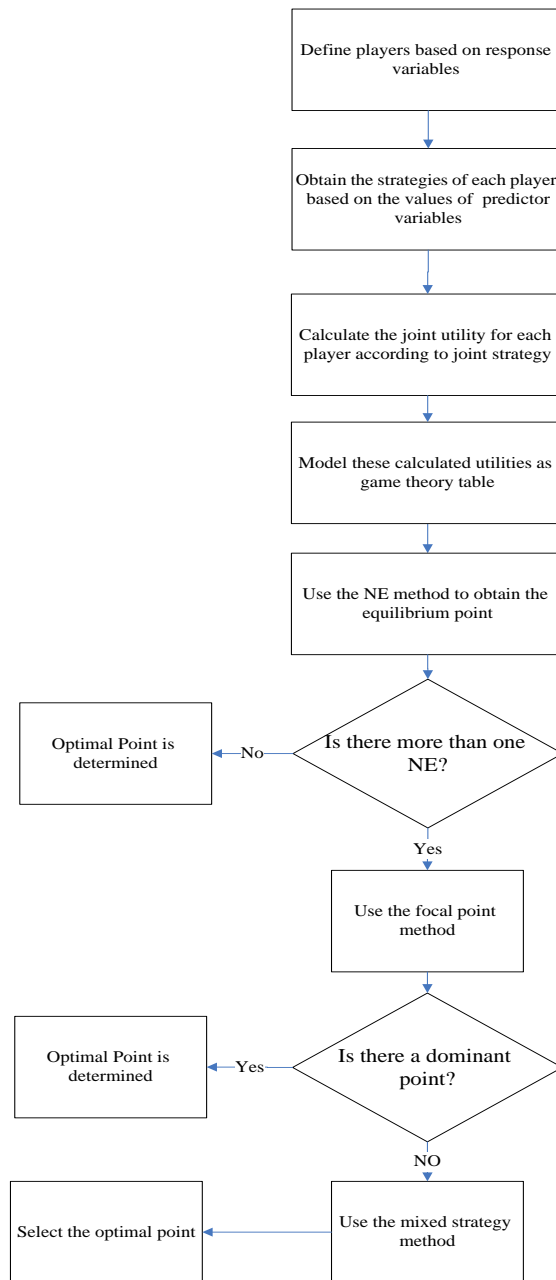 Define players based on response
variables
Obtain the strategies of each player
based on the values of predictor
variables
Calculate the joint utility for each
player according to joint strategy
Model these calculated utilities as
game theory table
Use the NE method to obtain the
equilibrium point
Is there more than one
NE?
No
Optimal Point is
determined
Yes
Use the focal point
method
Is there a dominant
point?
Yes
Optimal Point is
determined
NO
Use the mixed strategy
method
Select the optimal point